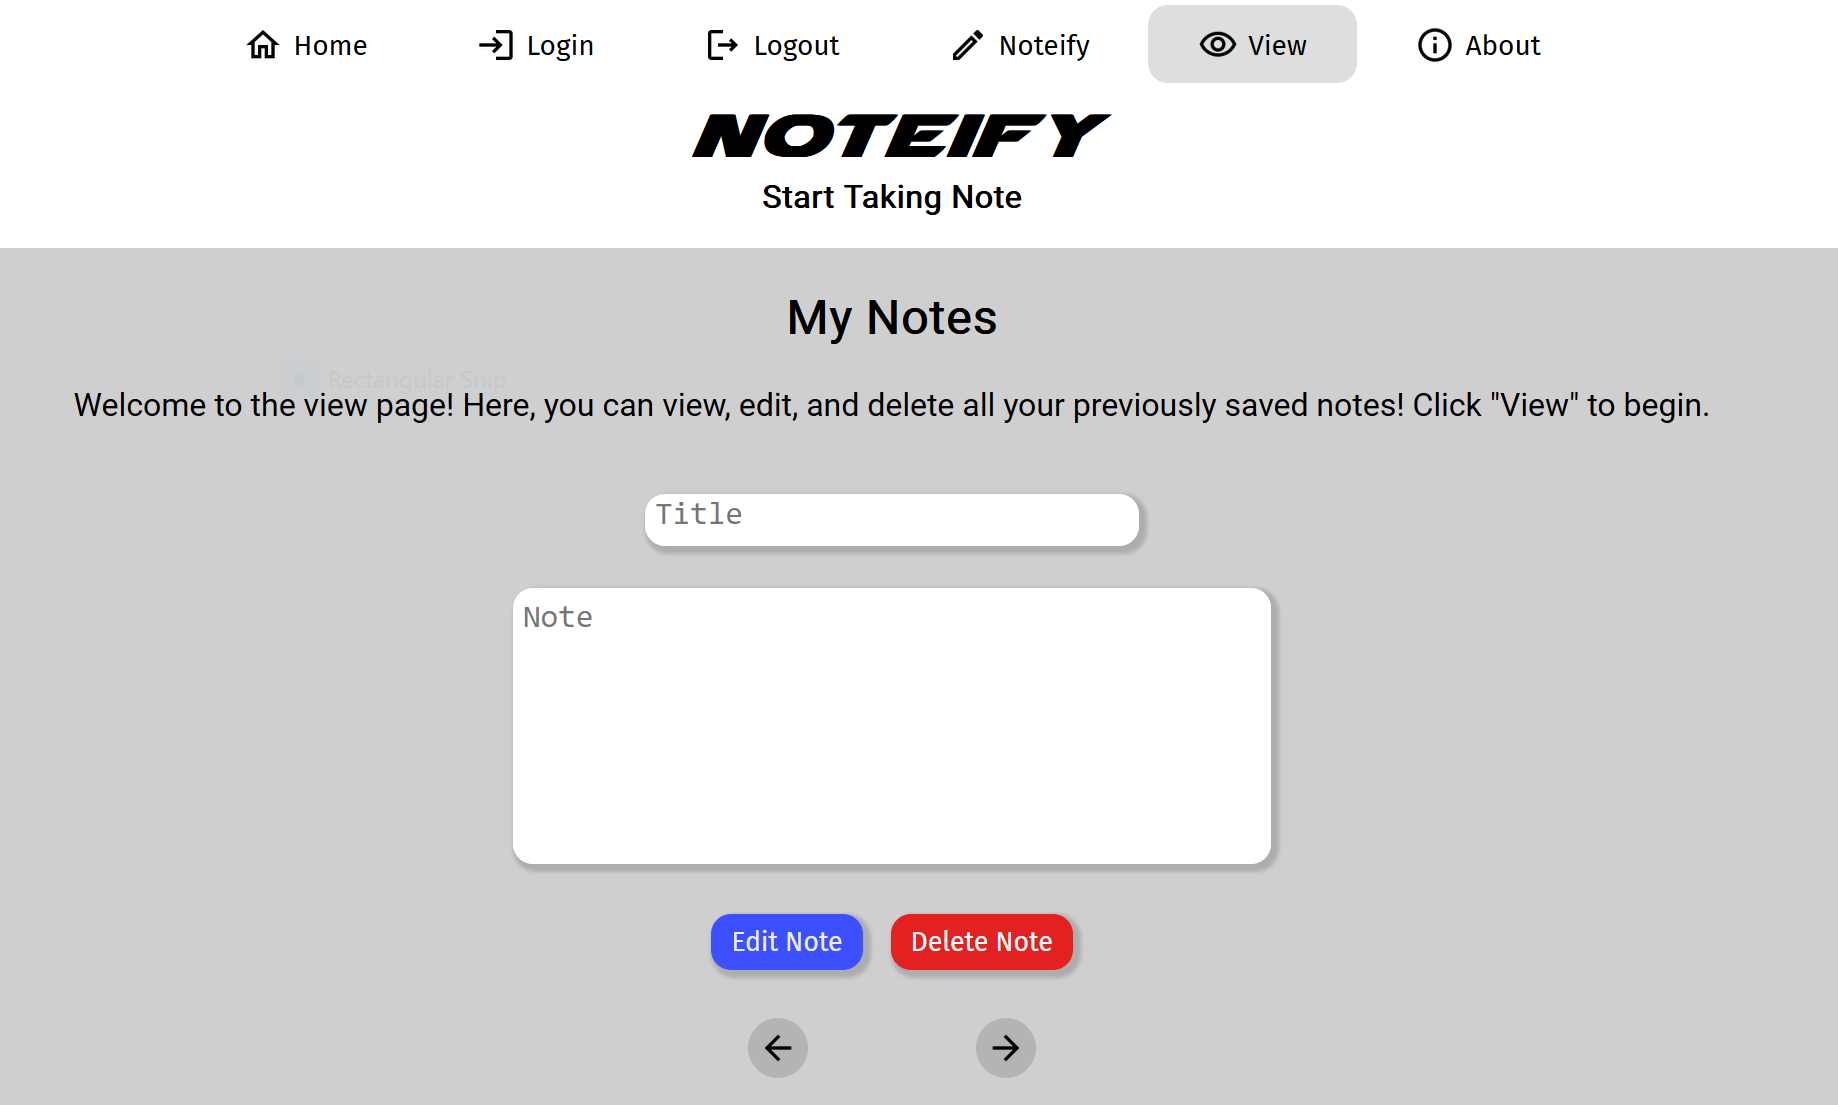 Home Login Logout Noteify View About
NOTEIFY
Start Taking Note
My Notes
Rectangular Snip
Welcome to the view page! Here, you can view, edit, and delete all your previously saved notes! Click "View" to begin.
Title
Note
Edit Note Delete Note